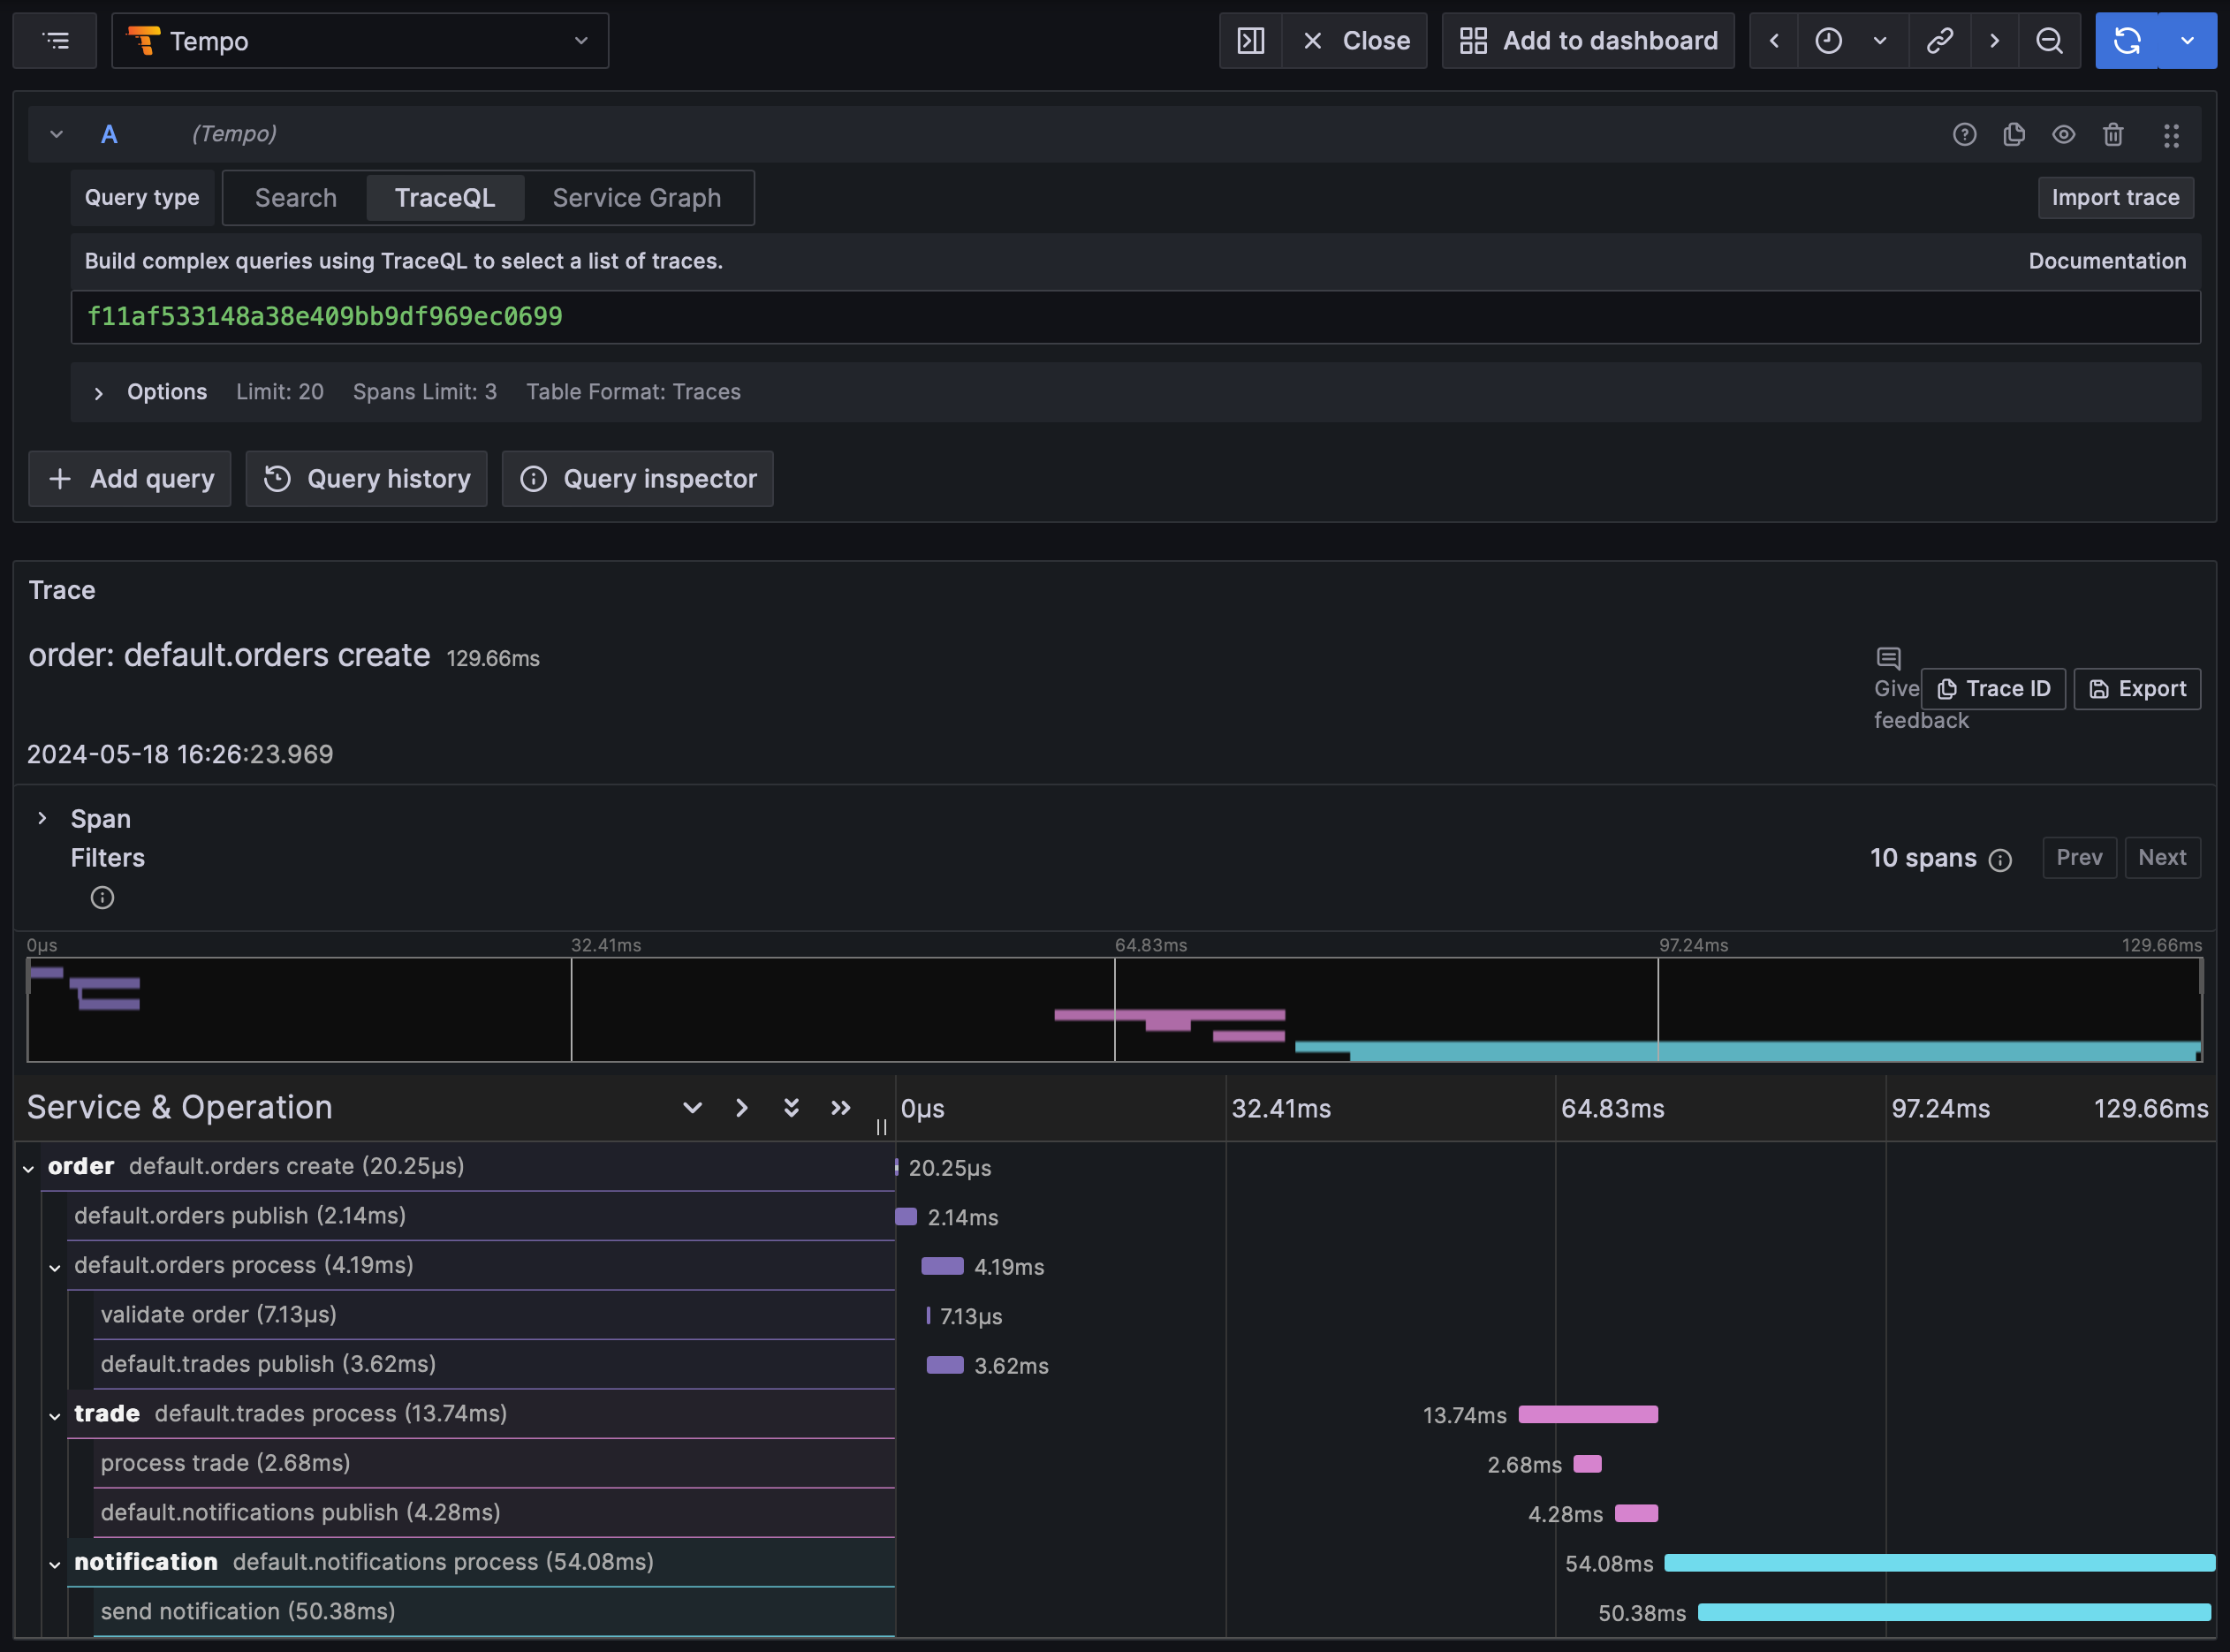 Tempo
Close
Add to dashboard
A (Tempo)
Query type Search TraceQL Service Graph Import trace
Build complex queries using TraceQL to select a list of traces. Documentation
f11af533148a38e409bb9df969ec0699
Options Limit: 20 Spans Limit: 3 Table Format: Traces
Add query Query history Query inspector
Trace
order: default.orders create 129.66ms
Give feedback
Trace ID Export
2024-05-18 16:26:23.969
Span
Filters
10 spans Prev Next
0μs 32.41ms 64.83ms 97.24ms 129.66ms
Service & Operation 0μs 32.41ms 64.83ms 97.24ms 129.66ms
order default.orders create (20.25μs) 20.25μs
default.orders publish (2.14ms) 2.14ms
default.orders process (4.19ms) 4.19ms
validate order (7.13μs) 7.13μs
default.trades publish (3.62ms) 3.62ms
trade default.trades process (13.74ms) 13.74ms
process trade (2.68ms) 2.68ms
default.notifications publish (4.28ms) 4.28ms
notification default.notifications process (54.08ms) 54.08ms
send notification (50.38ms) 50.38ms